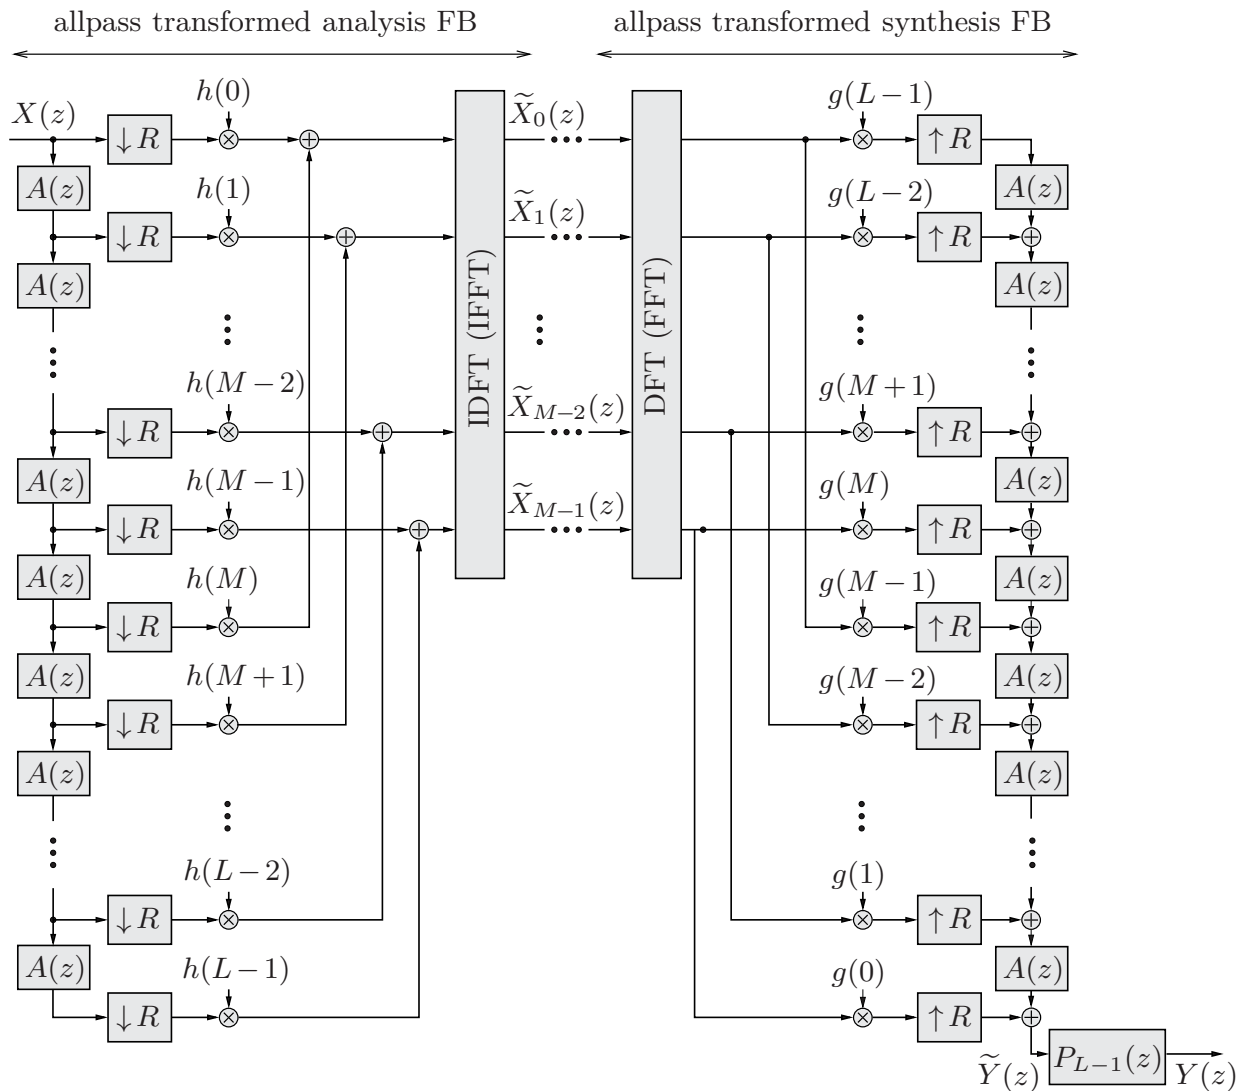 allpass transformed analysis FB allpass transformed synthesis FB
h(0) X̃₀(z) g(L−1)
X(z) ↓R ↑R
A(z) h(1) X̃₁(z) g(L−2) A(z)
↓R ↑R
A(z) A(z)
IDFT (IFFT) DFT (FFT)
h(M−2) X̃_{M−2}(z) g(M+1)
↓R ↑R
A(z) h(M−1) X̃_{M−1}(z) g(M) A(z)
↓R ↑R
A(z) h(M) g(M−1) A(z)
↓R ↑R
A(z) h(M+1) g(M−2) A(z)
↓R ↑R
A(z) A(z)
h(L−2) g(1)
↓R ↑R
A(z) h(L−1) g(0) A(z)
↓R ↑R
Ỹ(z) P_{L−1}(z) Y(z)